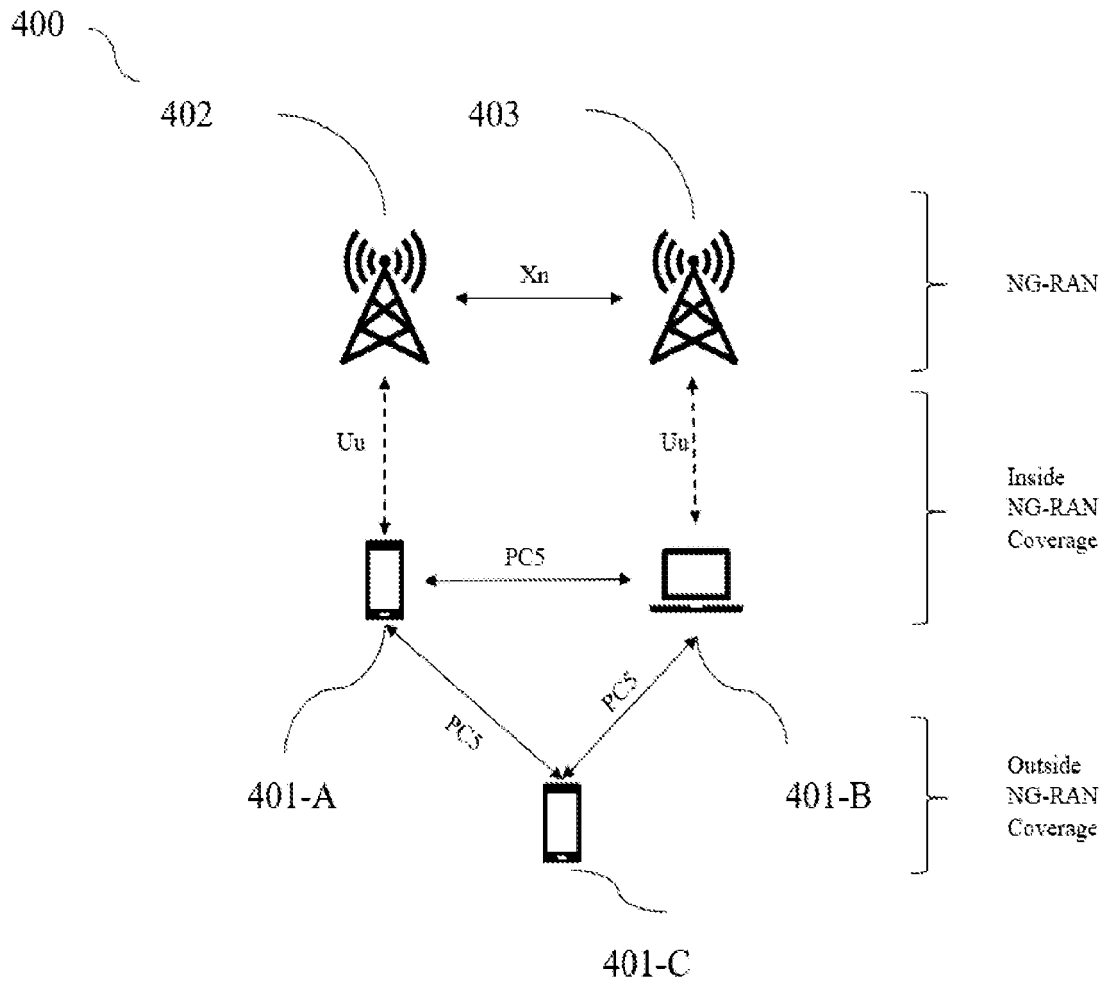 400
402
403
Xn
NG-RAN
Uu
Uu
Inside
NG-RAN
Coverage
PC5
PC5
PC5
401-A
401-B
Outside
NG-RAN
Coverage
401-C